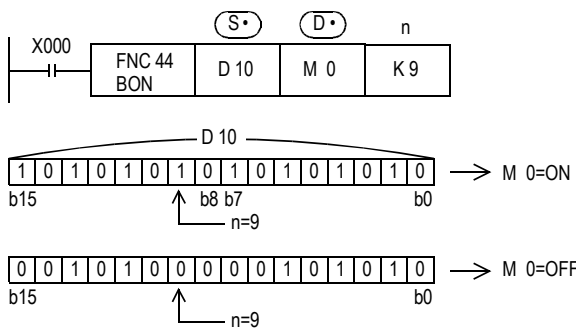 S• D• n
X000
FNC 44 D 10 M 0 K 9
BON
D 10
1 0 1 0 1 0 1 0 1 0 1 0 1 0 1 0 M 0=ON
b15 b8 b7 b0
n=9
0 0 1 0 1 0 0 0 0 0 1 0 1 0 1 0 M 0=OFF
b15 b0
n=9